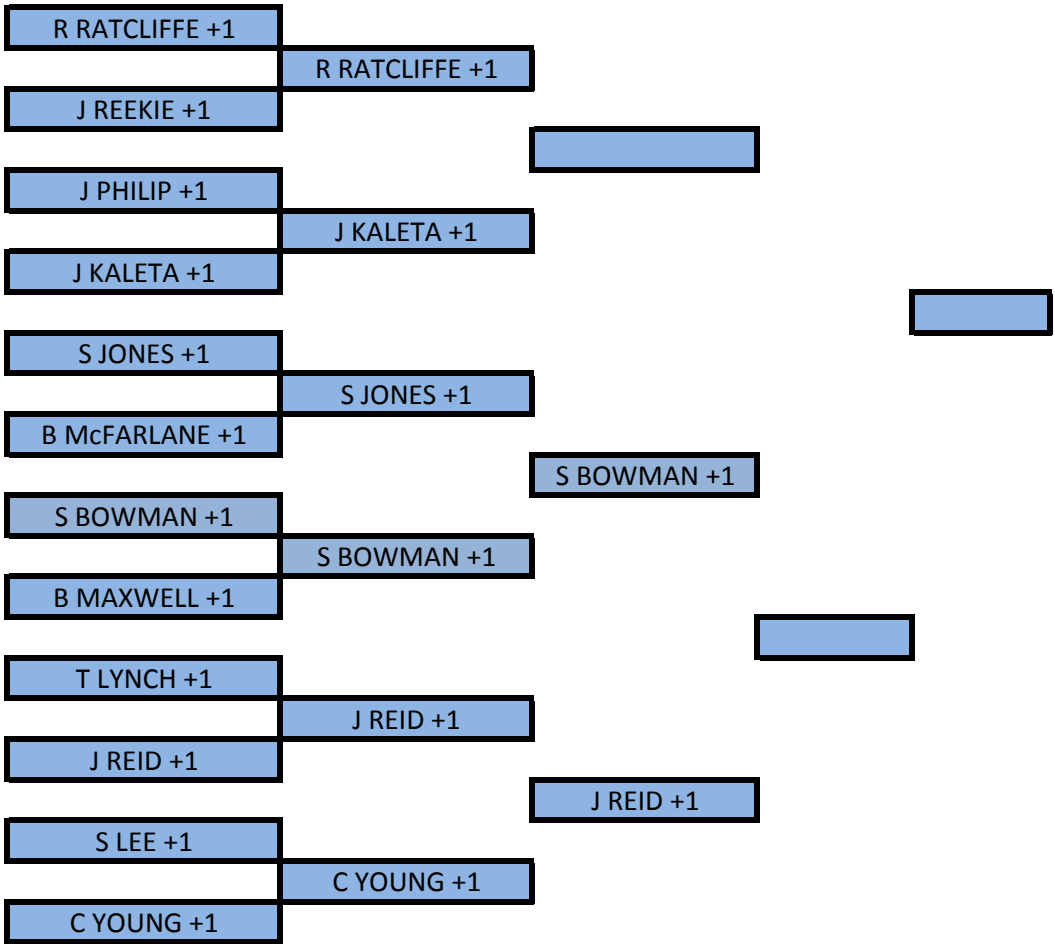 R RATCLIFFE +1
R RATCLIFFE +1
J REEKIE +1
J PHILIP +1
J KALETA +1
J KALETA +1
S JONES +1
S JONES +1
B McFARLANE +1
S BOWMAN +1
S BOWMAN +1
S BOWMAN +1
B MAXWELL +1
T LYNCH +1
J REID +1
J REID +1
J REID +1
S LEE +1
C YOUNG +1
C YOUNG +1